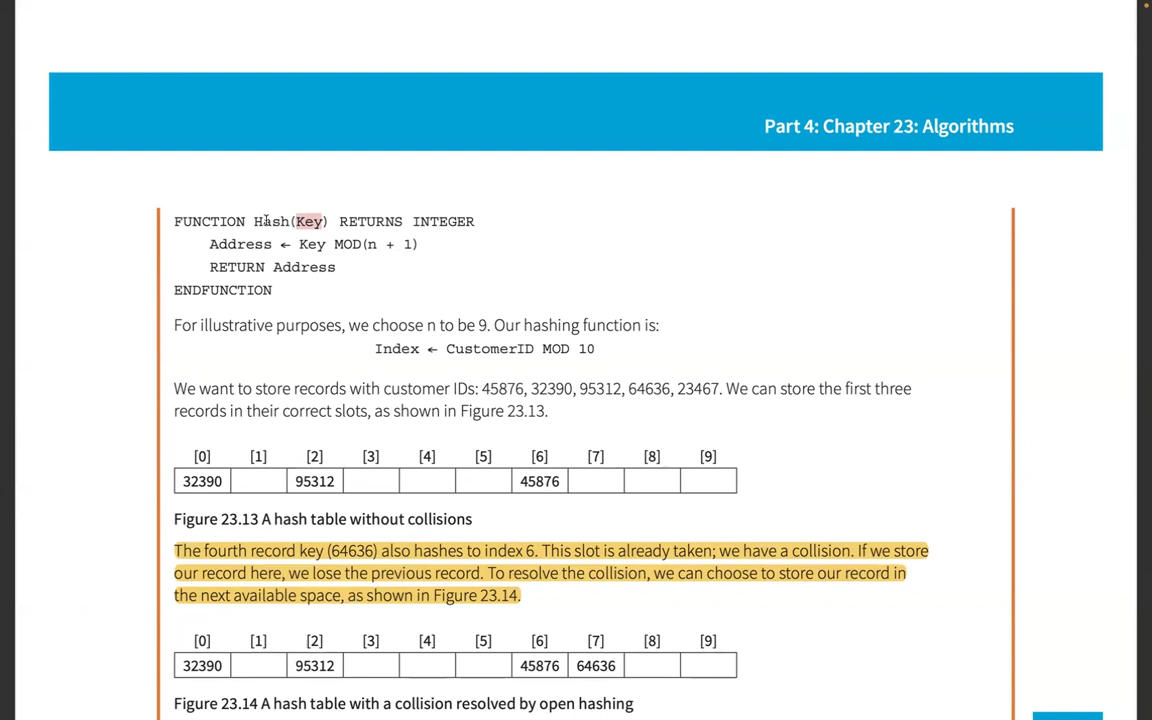 Part 4: Chapter 23: Algorithms
FUNCTION Hash(Key) RETURNS INTEGER
Address ← Key MOD(n + 1)
RETURN Address
ENDFUNCTION
For illustrative purposes, we choose n to be 9. Our hashing function is:
Index ← CustomerID MOD 10
We want to store records with customer IDs: 45876, 32390, 95312, 64636, 23467. We can store the first three
records in their correct slots, as shown in Figure 23.13.
[0] [1] [2] [3] [4] [5] [6] [7] [8] [9]
32390 95312 45876
Figure 23.13 A hash table without collisions
The fourth record key (64636) also hashes to index 6. This slot is already taken; we have a collision. If we store
our record here, we lose the previous record. To resolve the collision, we can choose to store our record in
the next available space, as shown in Figure 23.14.
[0] [1] [2] [3] [4] [5] [6] [7] [8] [9]
32390 95312 45876 64636
Figure 23.14 A hash table with a collision resolved by open hashing